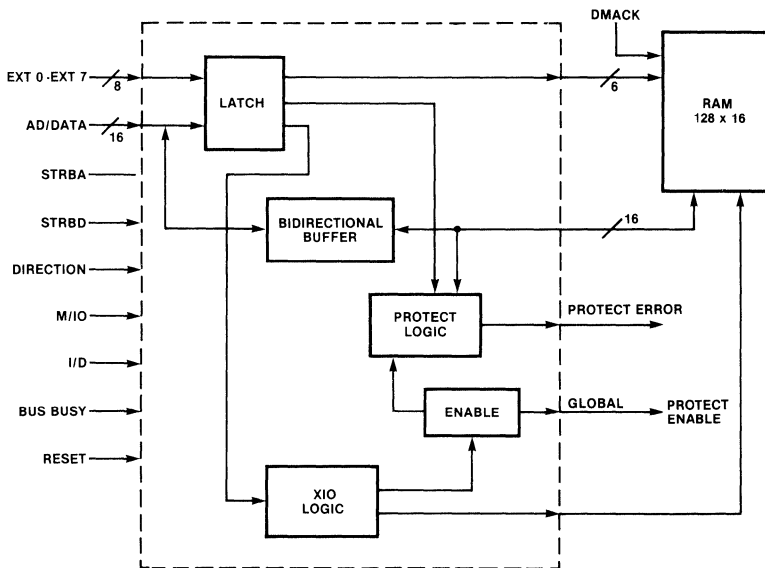 DMACK
EXT 0-EXT 7
8
LATCH
6
RAM
128 x 16
AD/DATA
16
STRBA
STRBD
BIDIRECTIONAL
BUFFER
16
DIRECTION
M/IO
PROTECT
LOGIC
PROTECT ERROR
I/D
BUS BUSY
ENABLE
GLOBAL
PROTECT
ENABLE
RESET
XIO
LOGIC